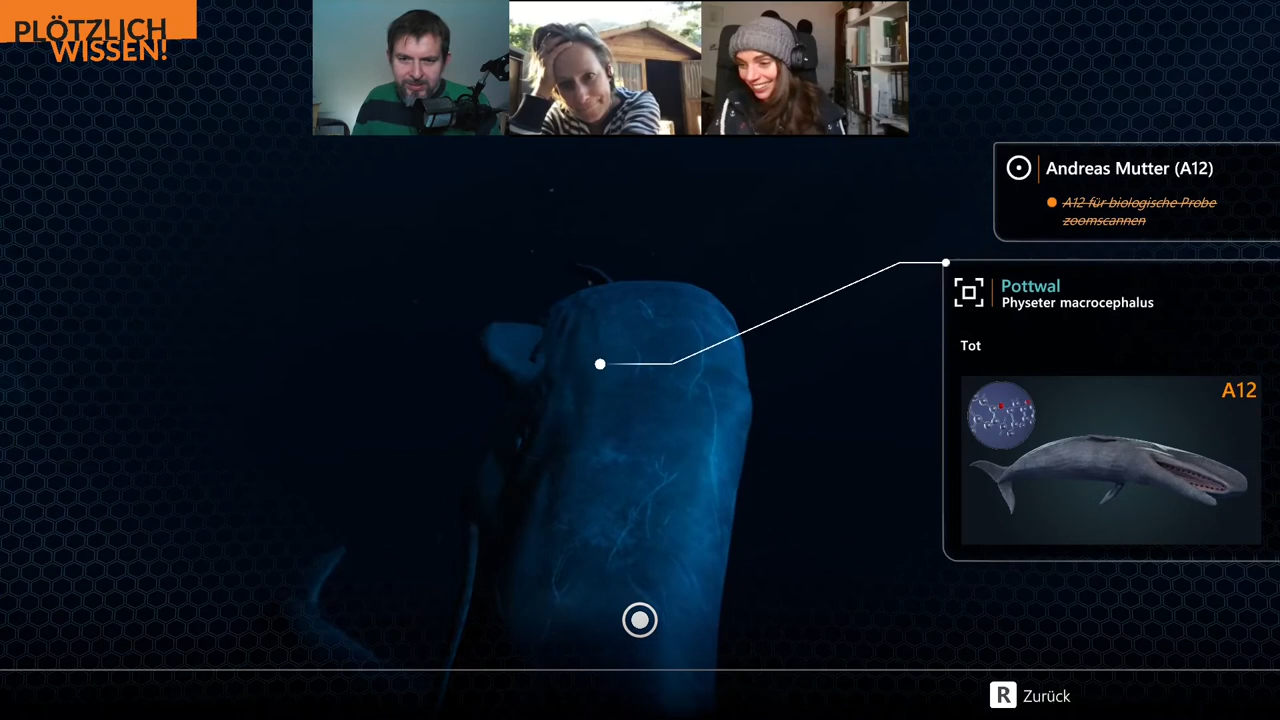 PLÖTZLICH
WISSEN!
Andreas Mutter (A12)
A12 für biologische Probe
zoomscannen
Pottwal
Physeter macrocephalus
Tot
A12
R Zurück